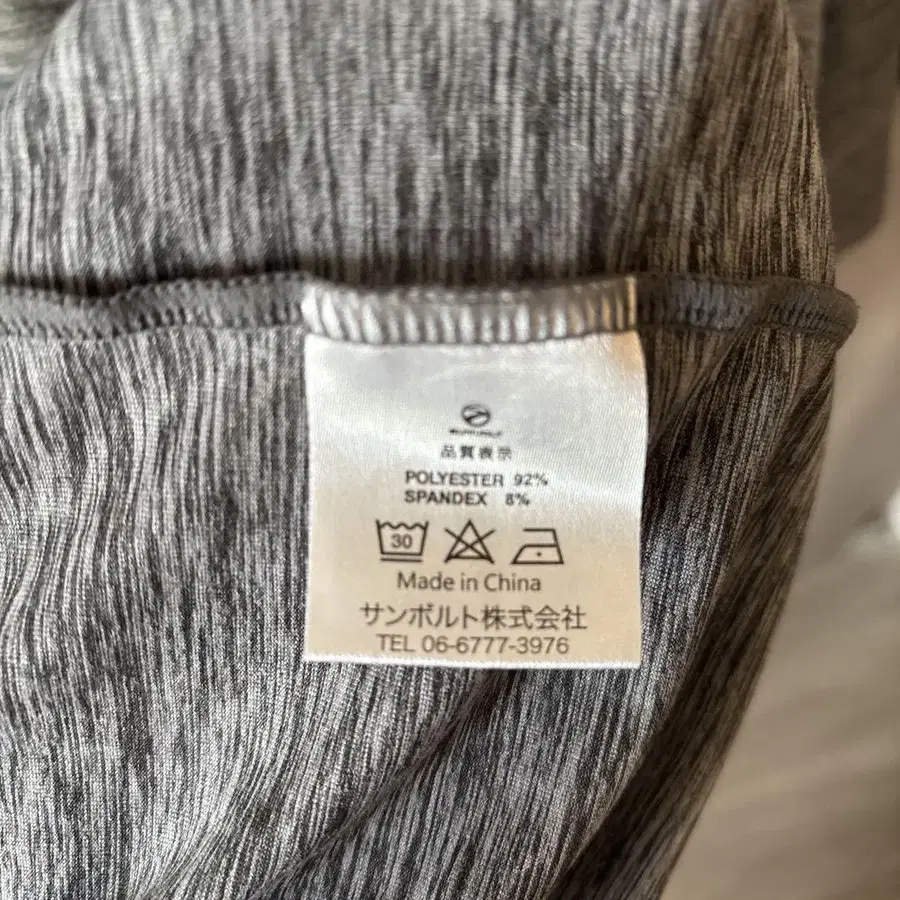 品質表示
POLYESTER 92%
SPANDEX 8%
30
Made in China
サンボルト株式会社
TEL 06-6777-3976